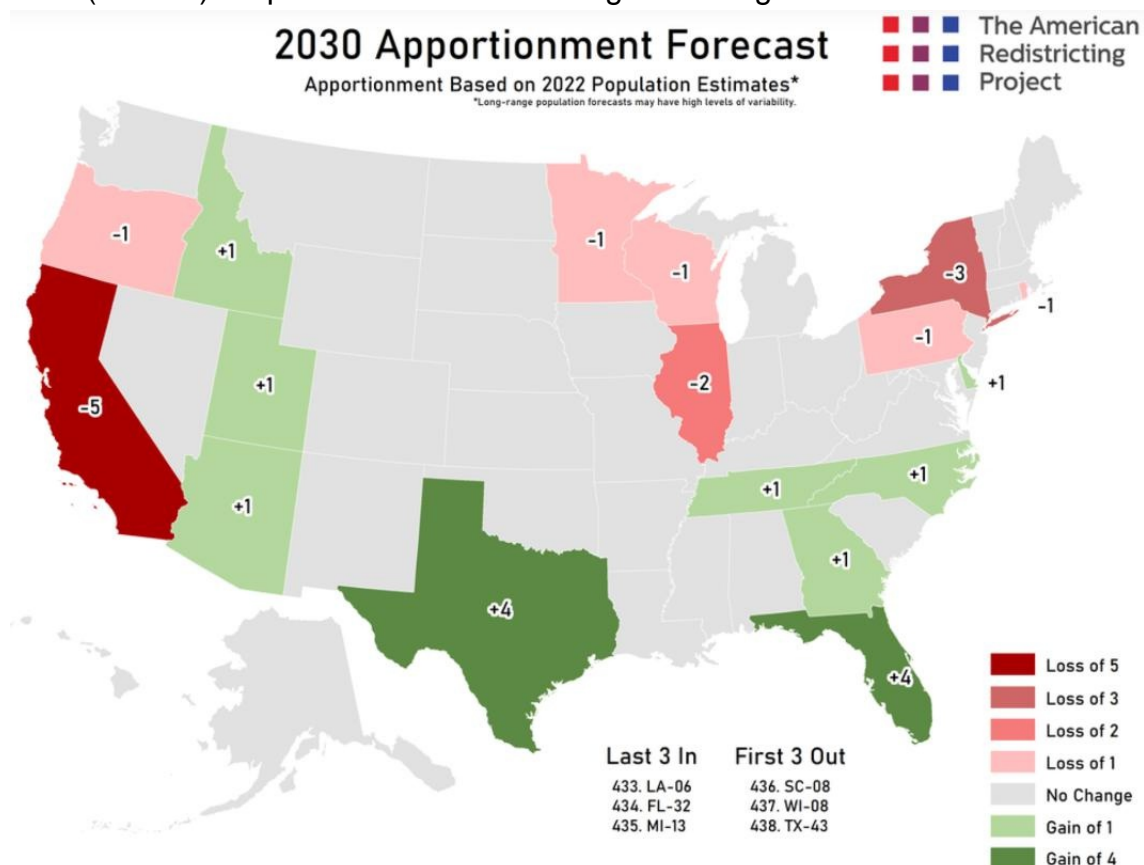 2030 Apportionment Forecast
Apportionment Based on 2022 Population Estimates*
*Long-range population forecasts may have high levels of variability.
The American
Redistricting
Project
-1
+1
-1
-1
-3
-1
-1
-2
+1
+1
-5
+1
+1
+1
+1
+4
+4
Last 3 In
433. LA-06
434. FL-32
435. MI-13
First 3 Out
436. SC-08
437. WI-08
438. TX-43
Loss of 5
Loss of 3
Loss of 2
Loss of 1
No Change
Gain of 1
Gain of 4